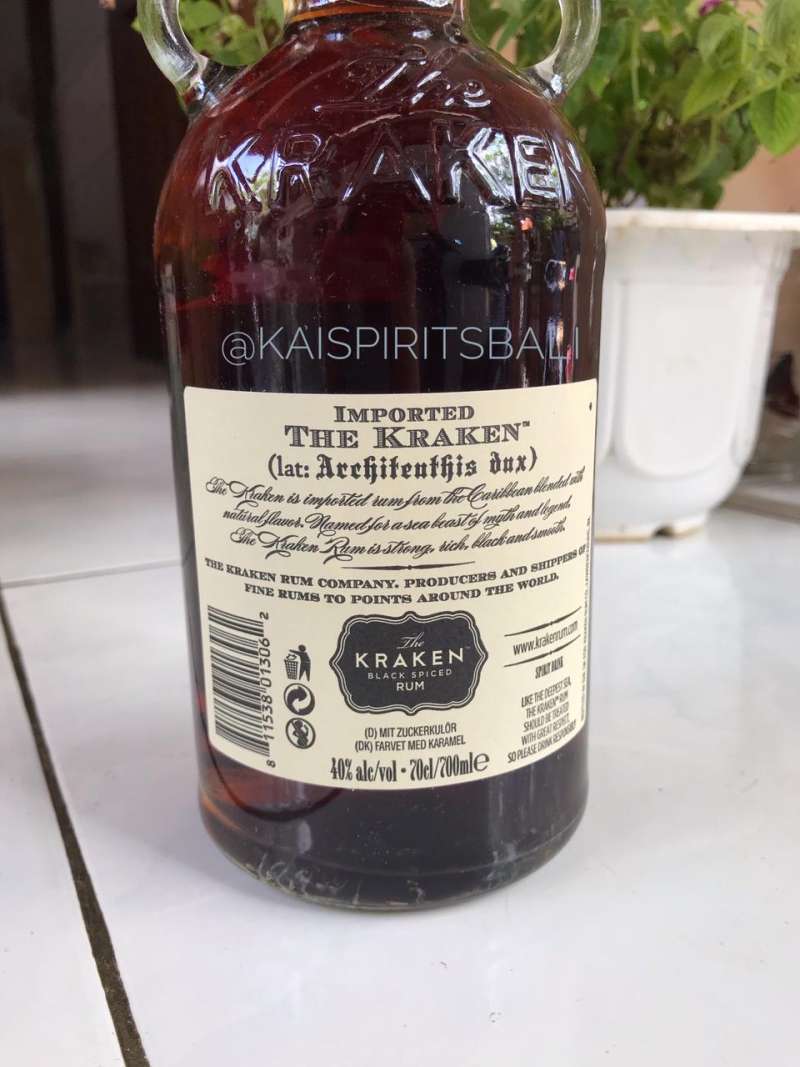 The
KRAKEN
@KAISPIRITSBALI
IMPORTED
THE KRAKEN™
(lat: Architeuthis dux)
The Kraken is imported rum from the Caribbean blended with
natural flavor. Named for a sea beast of myth and legend,
The Kraken Rum is strong, rich, black and smooth.
THE KRAKEN RUM COMPANY. PRODUCERS AND SHIPPERS OF
FINE RUMS TO POINTS AROUND THE WORLD.
8 11538 01306 2
The
KRAKEN™
BLACK SPICED
RUM
www.krakenrum.com
SPIRIT DRINK
LIKE THE DEEPEST SEA,
THE KRAKEN® RUM
SHOULD BE TREATED
WITH GREAT RESPECT.
SO PLEASE DRINK RESPONSIBLY.
(D) MIT ZUCKERKULÖR
(DK) FARVET MED KARAMEL
40% alc/vol • 70cl/700ml℮